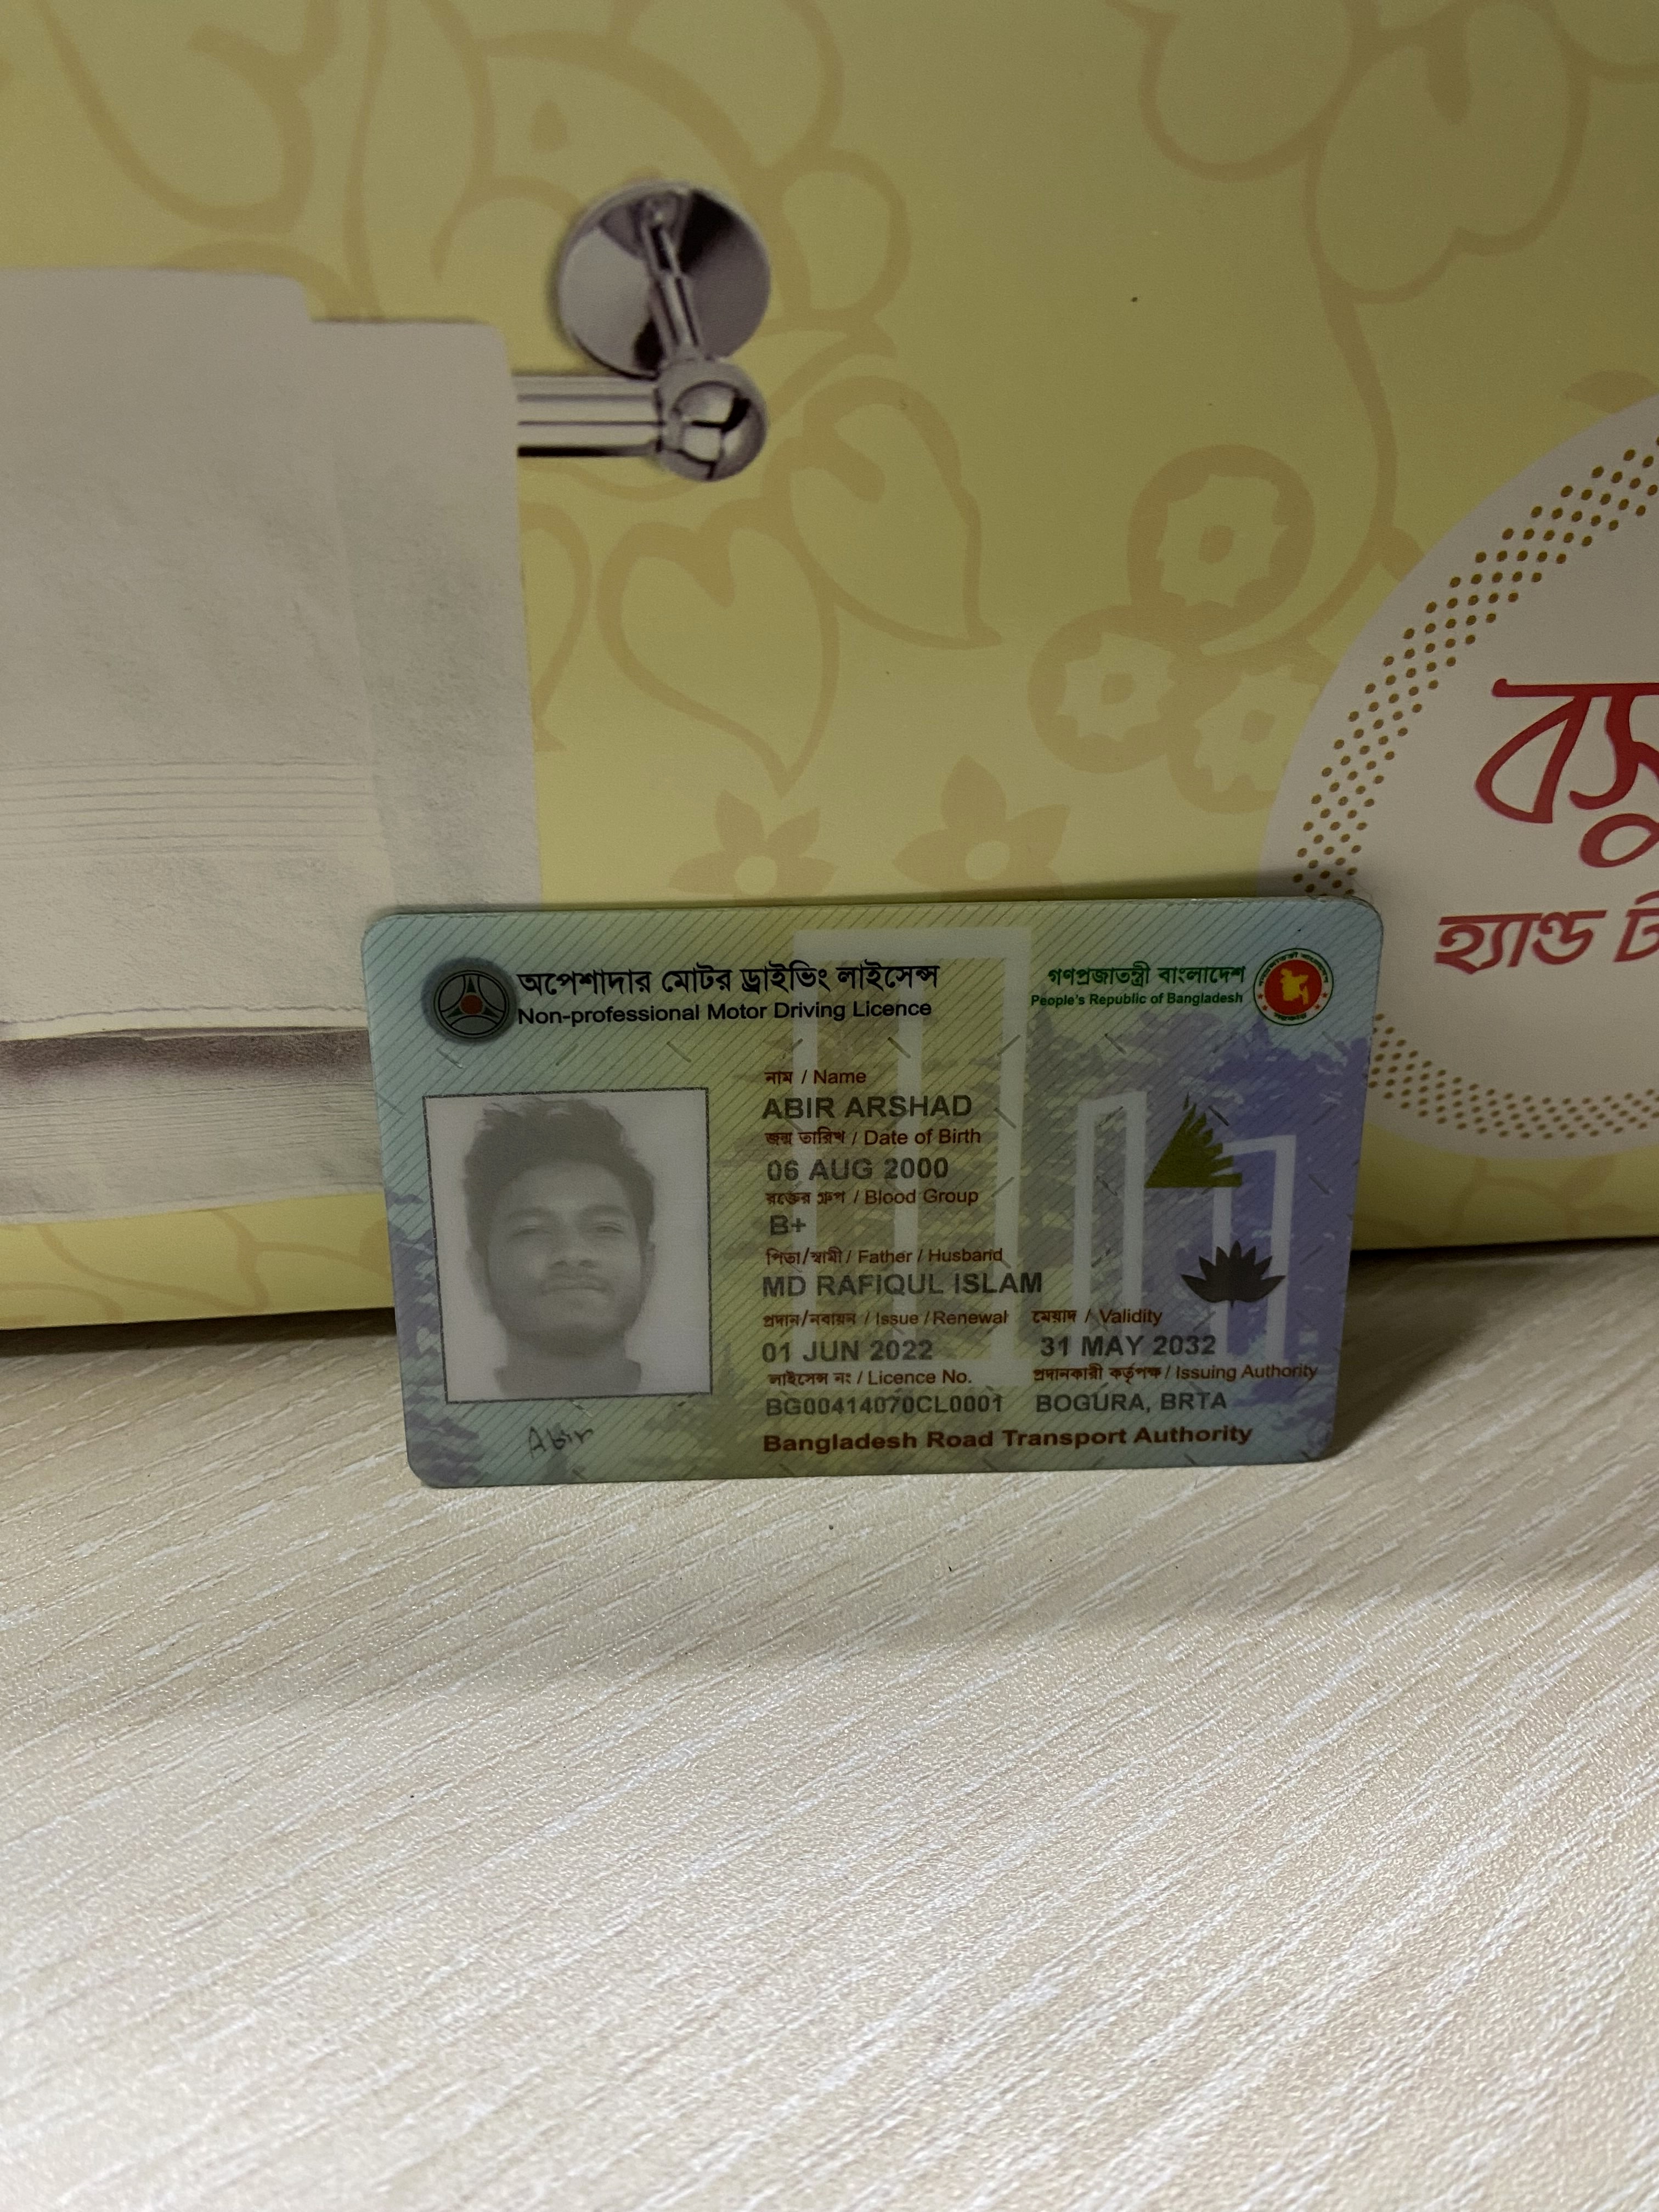 বসু
হ্যান্ড ট
অপেশাদার মোটর ড্রাইভিং লাইসেন্স
Non-professional Motor Driving Licence
গণপ্রজাতন্ত্রী বাংলাদেশ
People's Republic of Bangladesh
নাম / Name
ABIR ARSHAD
জন্ম তারিখ / Date of Birth
06 AUG 2000
রক্তের গ্রুপ / Blood Group
B+
পিতা/স্বামী / Father / Husband
MD RAFIQUL ISLAM
প্রদান/নবায়ন / Issue / Renewal মেয়াদ / Validity
01 JUN 2022 31 MAY 2032
লাইসেন্স নং / Licence No. প্রদানকারী কর্তৃপক্ষ / Issuing Authority
BG00414070CL0001 BOGURA, BRTA
Bangladesh Road Transport Authority
Abir